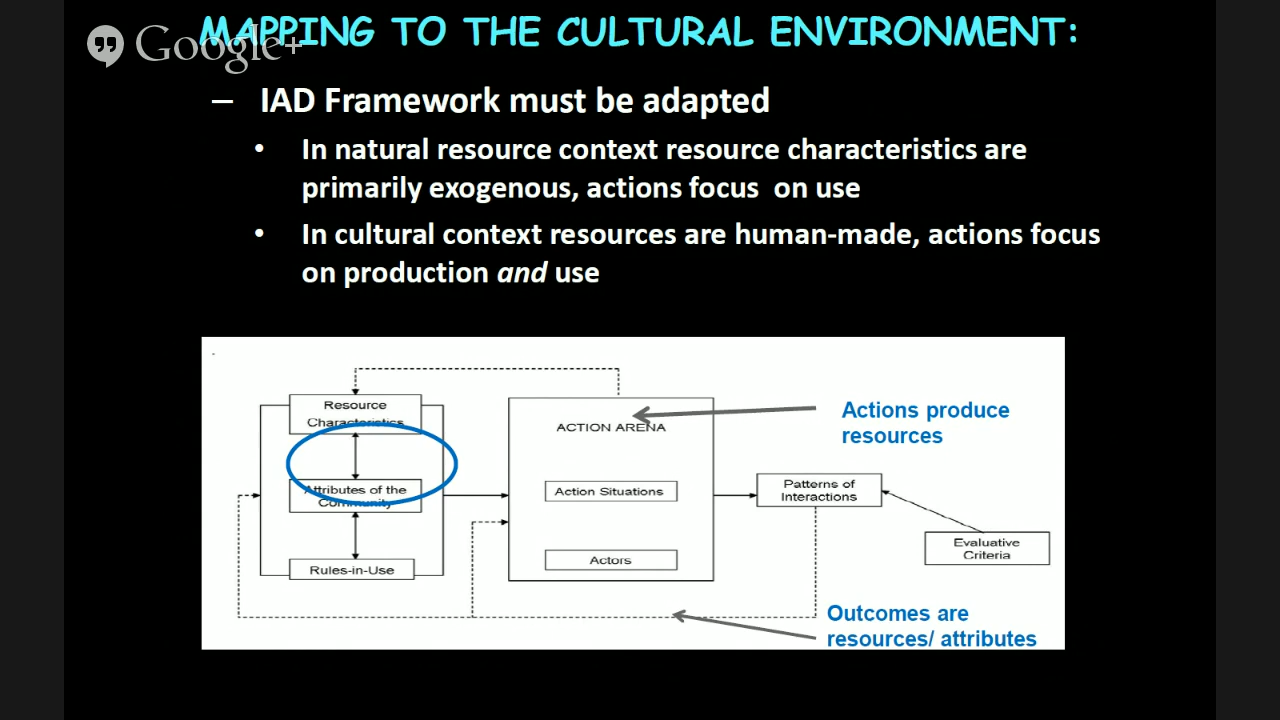 MAPPING TO THE CULTURAL ENVIRONMENT:
Google+
– IAD Framework must be adapted
• In natural resource context resource characteristics are
primarily exogenous, actions focus on use
• In cultural context resources are human-made, actions focus
on production and use
Resource
Characteristics
Attributes of the
Community
Rules-in-Use
ACTION ARENA
Action Situations
Actors
Actions produce
resources
Patterns of
Interactions
Evaluative
Criteria
Outcomes are
resources/ attributes